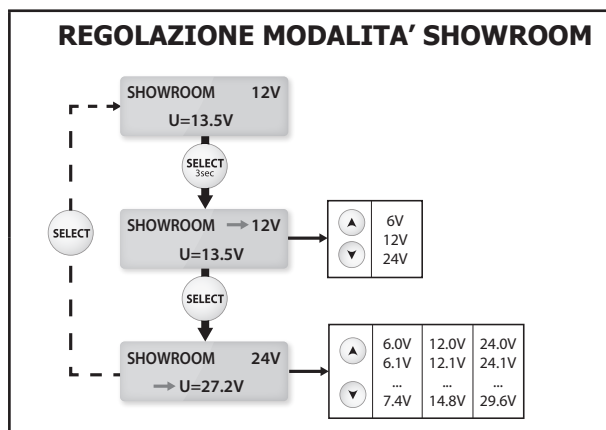 REGOLAZIONE MODALITA’ SHOWROOM
SHOWROOM 12V
U=13.5V
SELECT
3sec
SHOWROOM 12V
U=13.5V
6V
12V
24V
SELECT
SELECT
SHOWROOM 24V
U=27.2V
6.0V 12.0V 24.0V
6.1V 12.1V 24.1V
... ... ...
7.4V 14.8V 29.6V